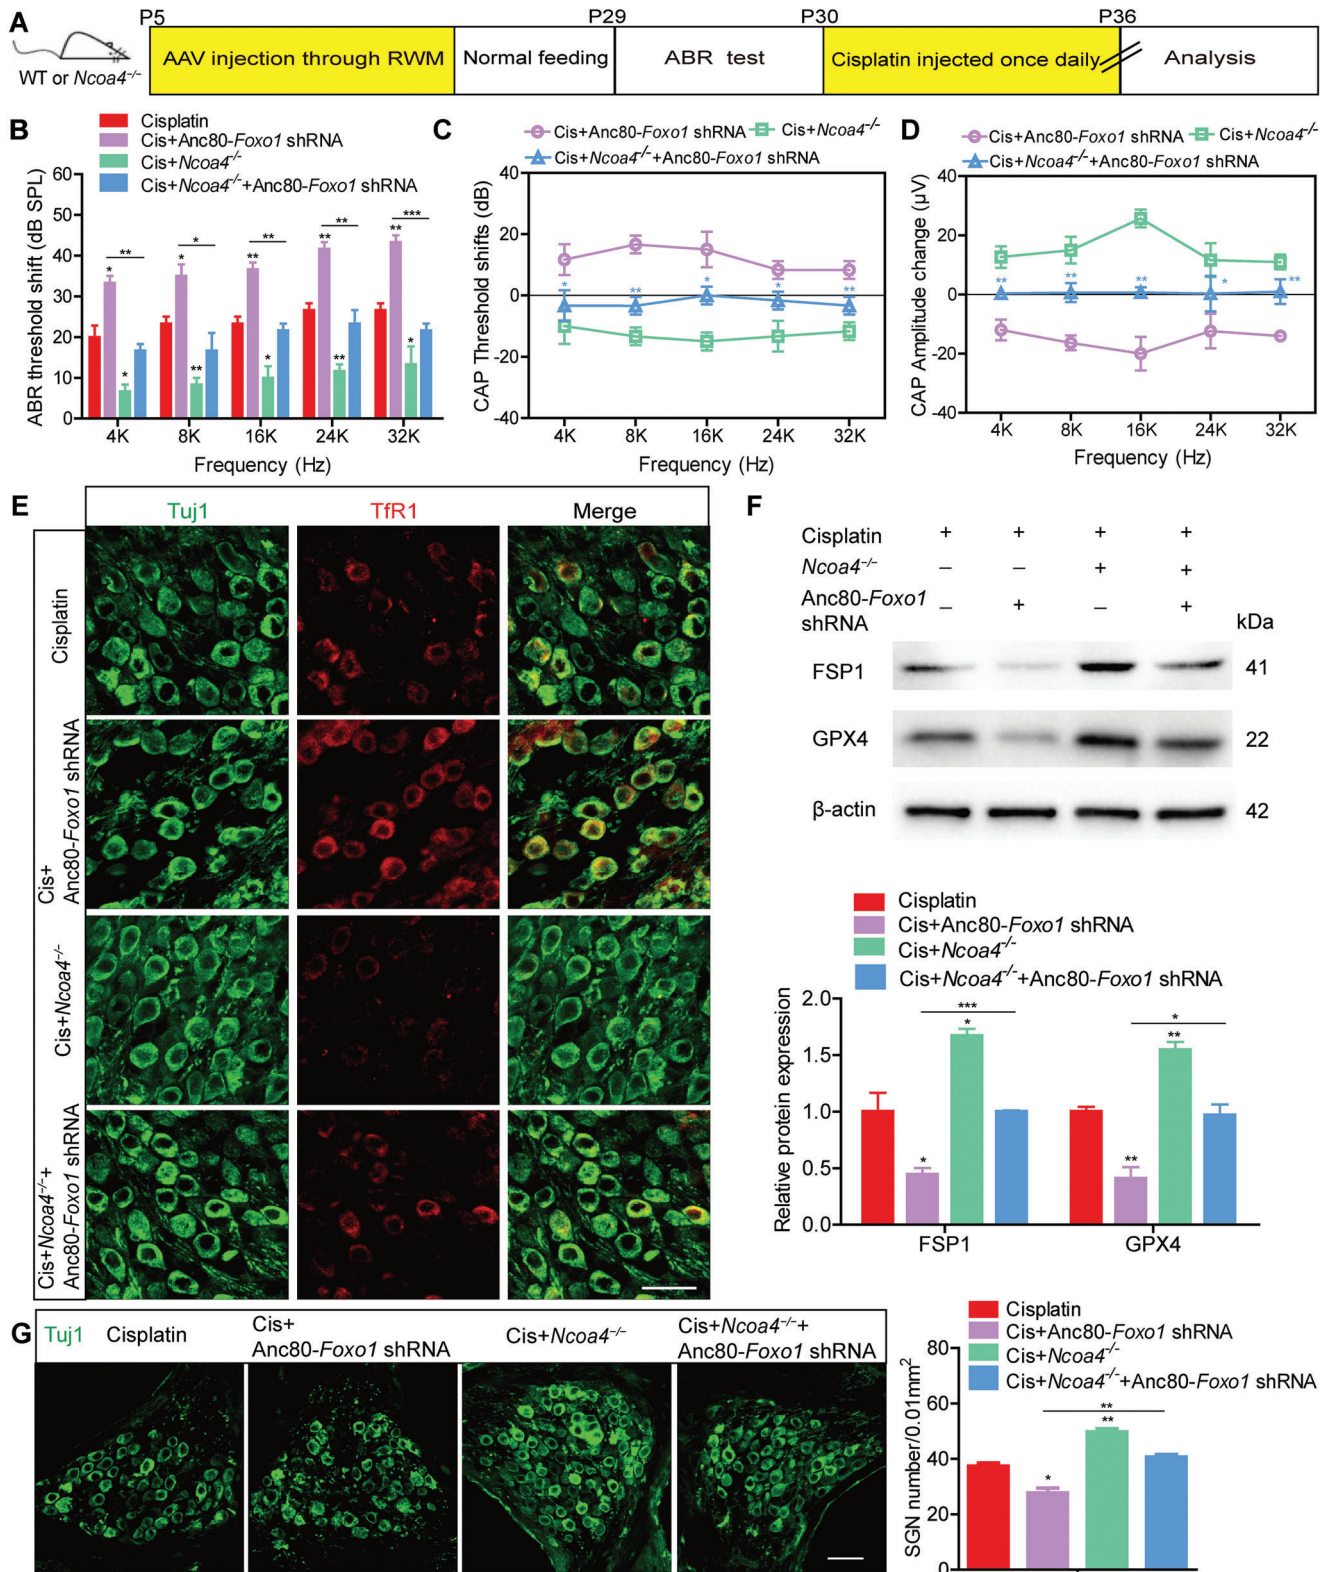 A
P5 P29 P30 P36
WT or Ncoa4⁻/⁻
AAV injection through RWM
Normal feeding
ABR test
Cisplatin injected once daily
Analysis
B
Cisplatin
Cis+Anc80-Foxo1 shRNA
Cis+Ncoa4⁻/⁻
Cis+Ncoa4⁻/⁻+Anc80-Foxo1 shRNA
ABR threshold shift (dB SPL)
60
50
40
30
20
10
0
** * ** ** ***
* * ** ** **
* ** * ** *
4K 8K 16K 24K 32K
Frequency (Hz)
C
Cis+Anc80-Foxo1 shRNA Cis+Ncoa4⁻/⁻
Cis+Ncoa4⁻/⁻+Anc80-Foxo1 shRNA
CAP Threshold shifts (dB)
40
20
0
-20
-40
* ** * * **
4K 8K 16K 24K 32K
Frequency (Hz)
D
Cis+Anc80-Foxo1 shRNA Cis+Ncoa4⁻/⁻
Cis+Ncoa4⁻/⁻+Anc80-Foxo1 shRNA
CAP Amplitude change (μV)
40
20
0
-20
-40
** ** ** * **
4K 8K 16K 24K 32K
Frequency (Hz)
E
Tuj1 TfR1 Merge
Cisplatin
Cis+
Anc80-Foxo1 shRNA
Cis+Ncoa4⁻/⁻
Cis+Ncoa4⁻/⁻+
Anc80-Foxo1 shRNA
F
Cisplatin + + + +
Ncoa4⁻/⁻ – – + +
Anc80-Foxo1 shRNA – + – +
kDa
FSP1 41
GPX4 22
β-actin 42
Cisplatin
Cis+Anc80-Foxo1 shRNA
Cis+Ncoa4⁻/⁻
Cis+Ncoa4⁻/⁻+Anc80-Foxo1 shRNA
Relative protein expression
2.0
1.5
1.0
0.5
0.0
*** *
* **
* **
FSP1 GPX4
G
Tuj1 Cisplatin
Cis+
Anc80-Foxo1 shRNA
Cis+Ncoa4⁻/⁻
Cis+Ncoa4⁻/⁻+
Anc80-Foxo1 shRNA
Cisplatin
Cis+Anc80-Foxo1 shRNA
Cis+Ncoa4⁻/⁻
Cis+Ncoa4⁻/⁻+Anc80-Foxo1 shRNA
SGN number/0.01mm²
80
60
40
20
0
**
**
*